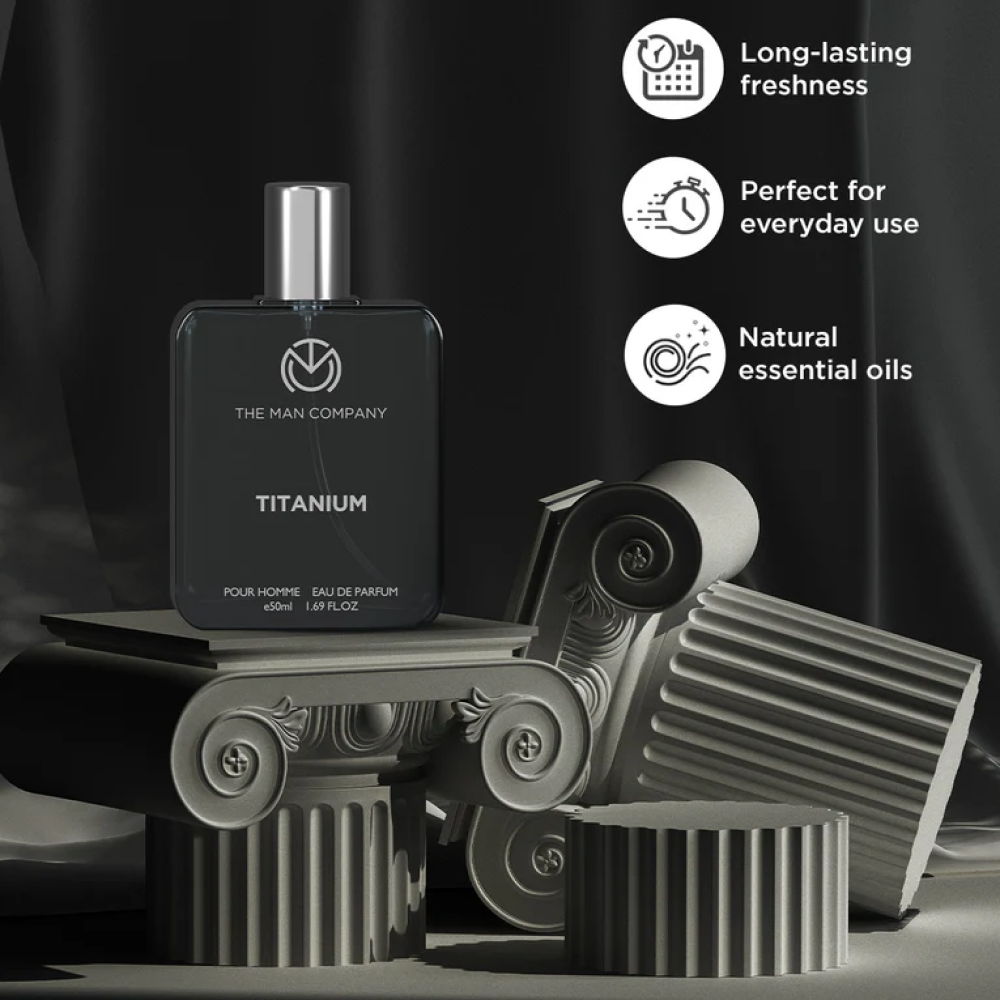 Long-lasting
freshness
Perfect for
everyday use
Natural
essential oils
THE MAN COMPANY
TITANIUM
POUR HOMME EAU DE PARFUM
e50ml 1.69 FL.OZ